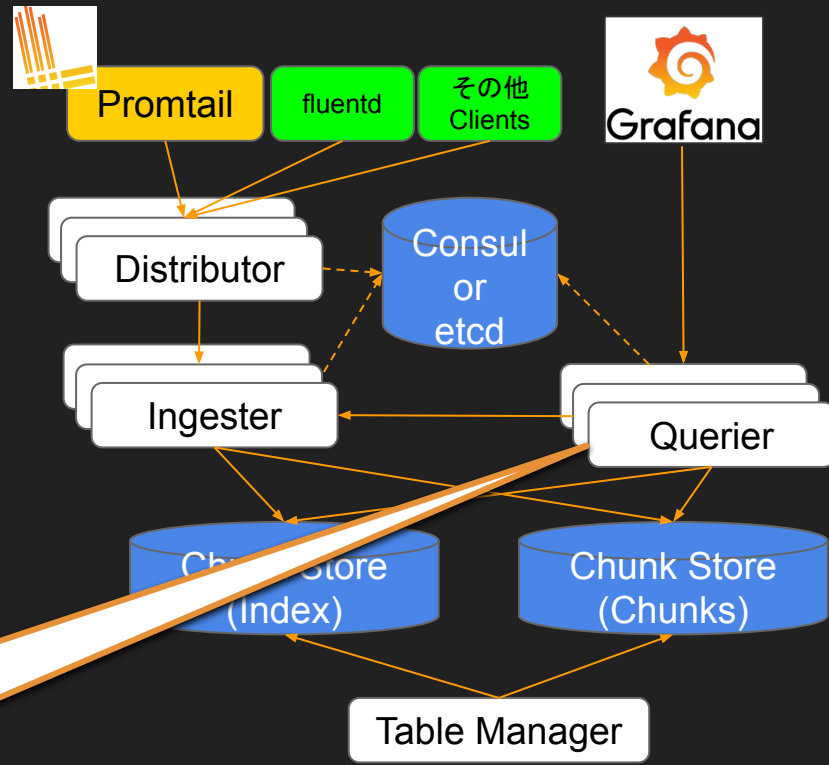 Promtail
fluentd
その他
Clients
Grafana
Distributor
Consul
or
etcd
Ingester
Querier
Store
(Index)
Chunk Store
(Chunks)
Table Manager